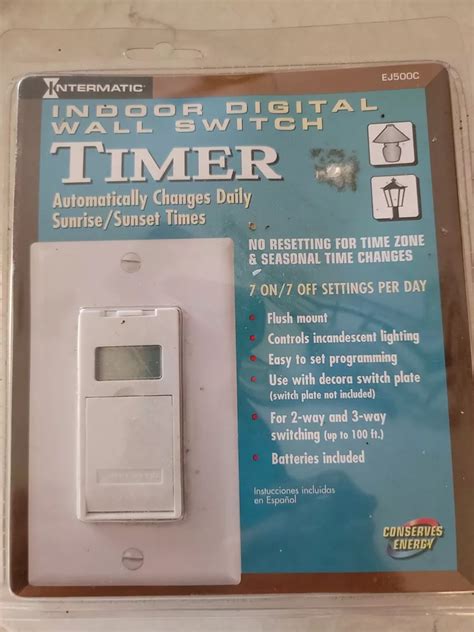 INTERMATIC
EJ500C
INDOOR DIGITAL
WALL SWITCH
TIMER
Automatically Changes Daily
Sunrise/Sunset Times
NO RESETTING FOR TIME ZONE
& SEASONAL TIME CHANGES
7 ON/7 OFF SETTINGS PER DAY
• Flush mount
• Controls incandescent lighting
• Easy to set programming
• Use with decora switch plate
(switch plate not included)
• For 2-way and 3-way
switching (up to 100 ft.)
• Batteries included
Instucciones incluidas
en Español
CONSERVES
ENERGY